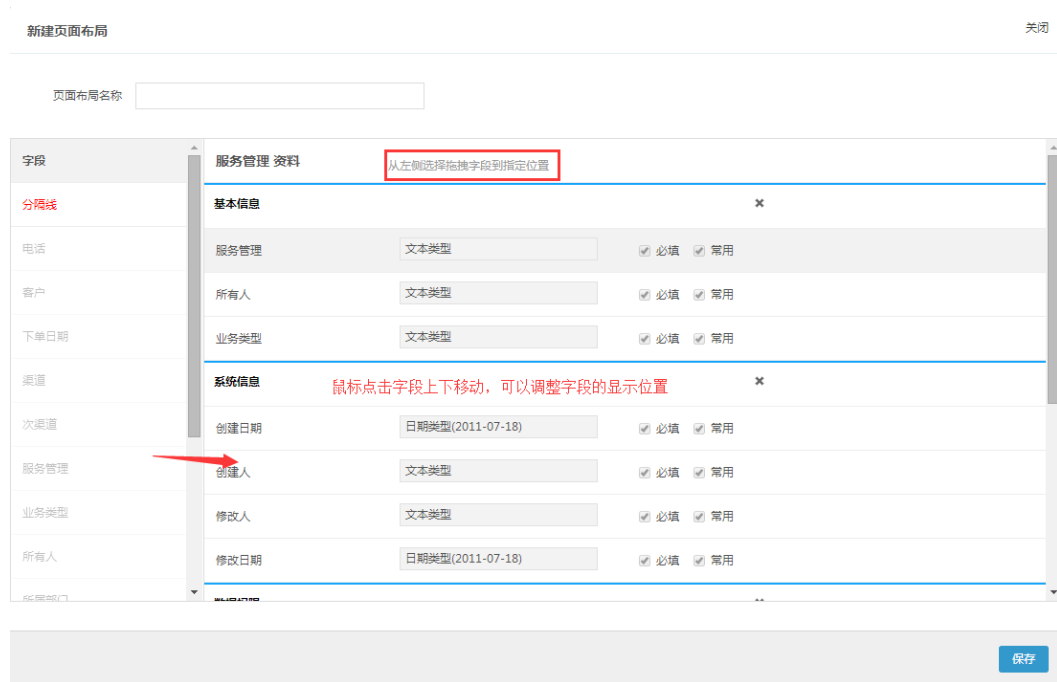 新建页面布局
关闭
页面布局名称
字段
分隔线
电话
客户
下单日期
渠道
次渠道
服务管理
业务类型
所有人
所属部门
服务管理 资料
从左侧选择拖拽字段到指定位置
基本信息
服务管理 文本类型 必填 常用
所有人 文本类型 必填 常用
业务类型 文本类型 必填 常用
系统信息
鼠标点击字段上下移动，可以调整字段的显示位置
创建日期 日期类型(2011-07-18) 必填 常用
创建人 文本类型 必填 常用
修改人 文本类型 必填 常用
修改日期 日期类型(2011-07-18) 必填 常用
数据权限
保存